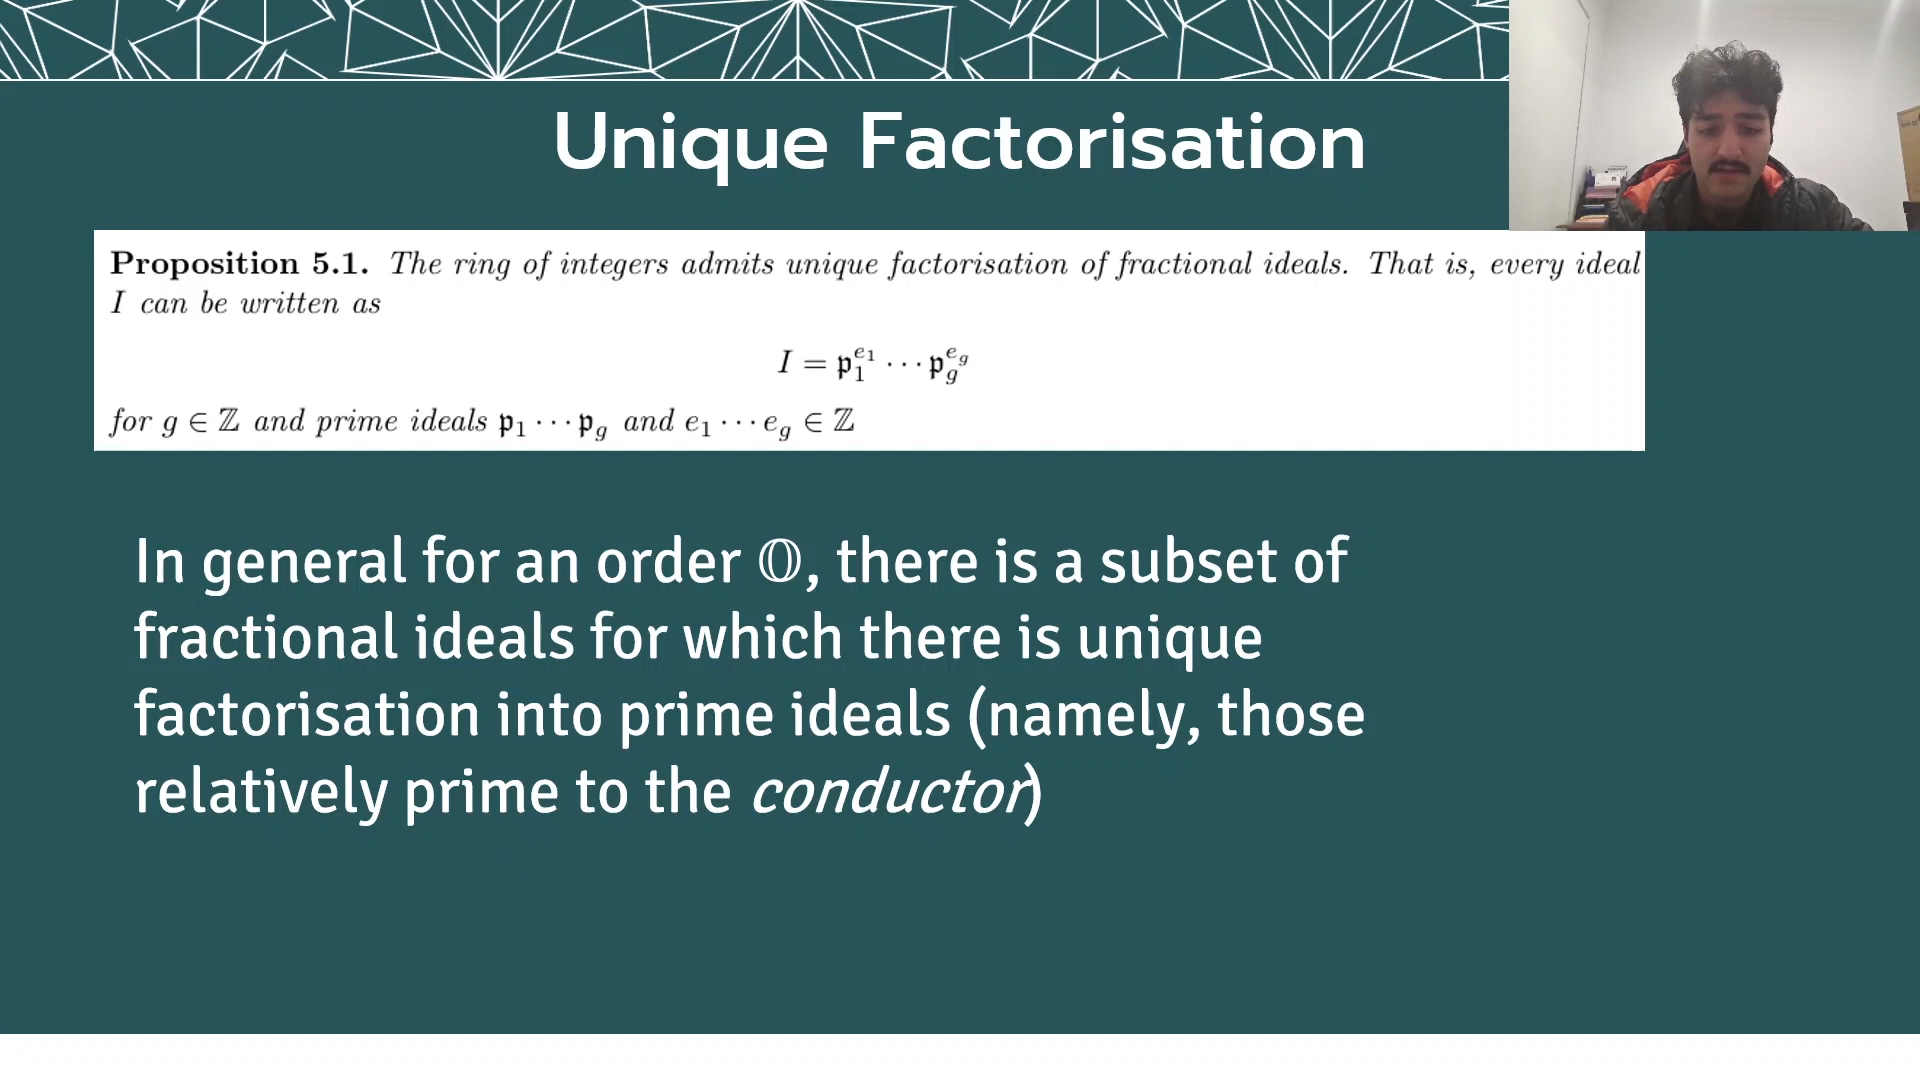 Unique Factorisation
Proposition 5.1. The ring of integers admits unique factorisation of fractional ideals. That is, every ideal
I can be written as
I = 𝔭₁^{e₁} ⋯ 𝔭_g^{e_g}
for g ∈ ℤ and prime ideals 𝔭₁ ⋯ 𝔭_g and e₁ ⋯ e_g ∈ ℤ
In general for an order 𝕆, there is a subset of
fractional ideals for which there is unique
factorisation into prime ideals (namely, those
relatively prime to the conductor)